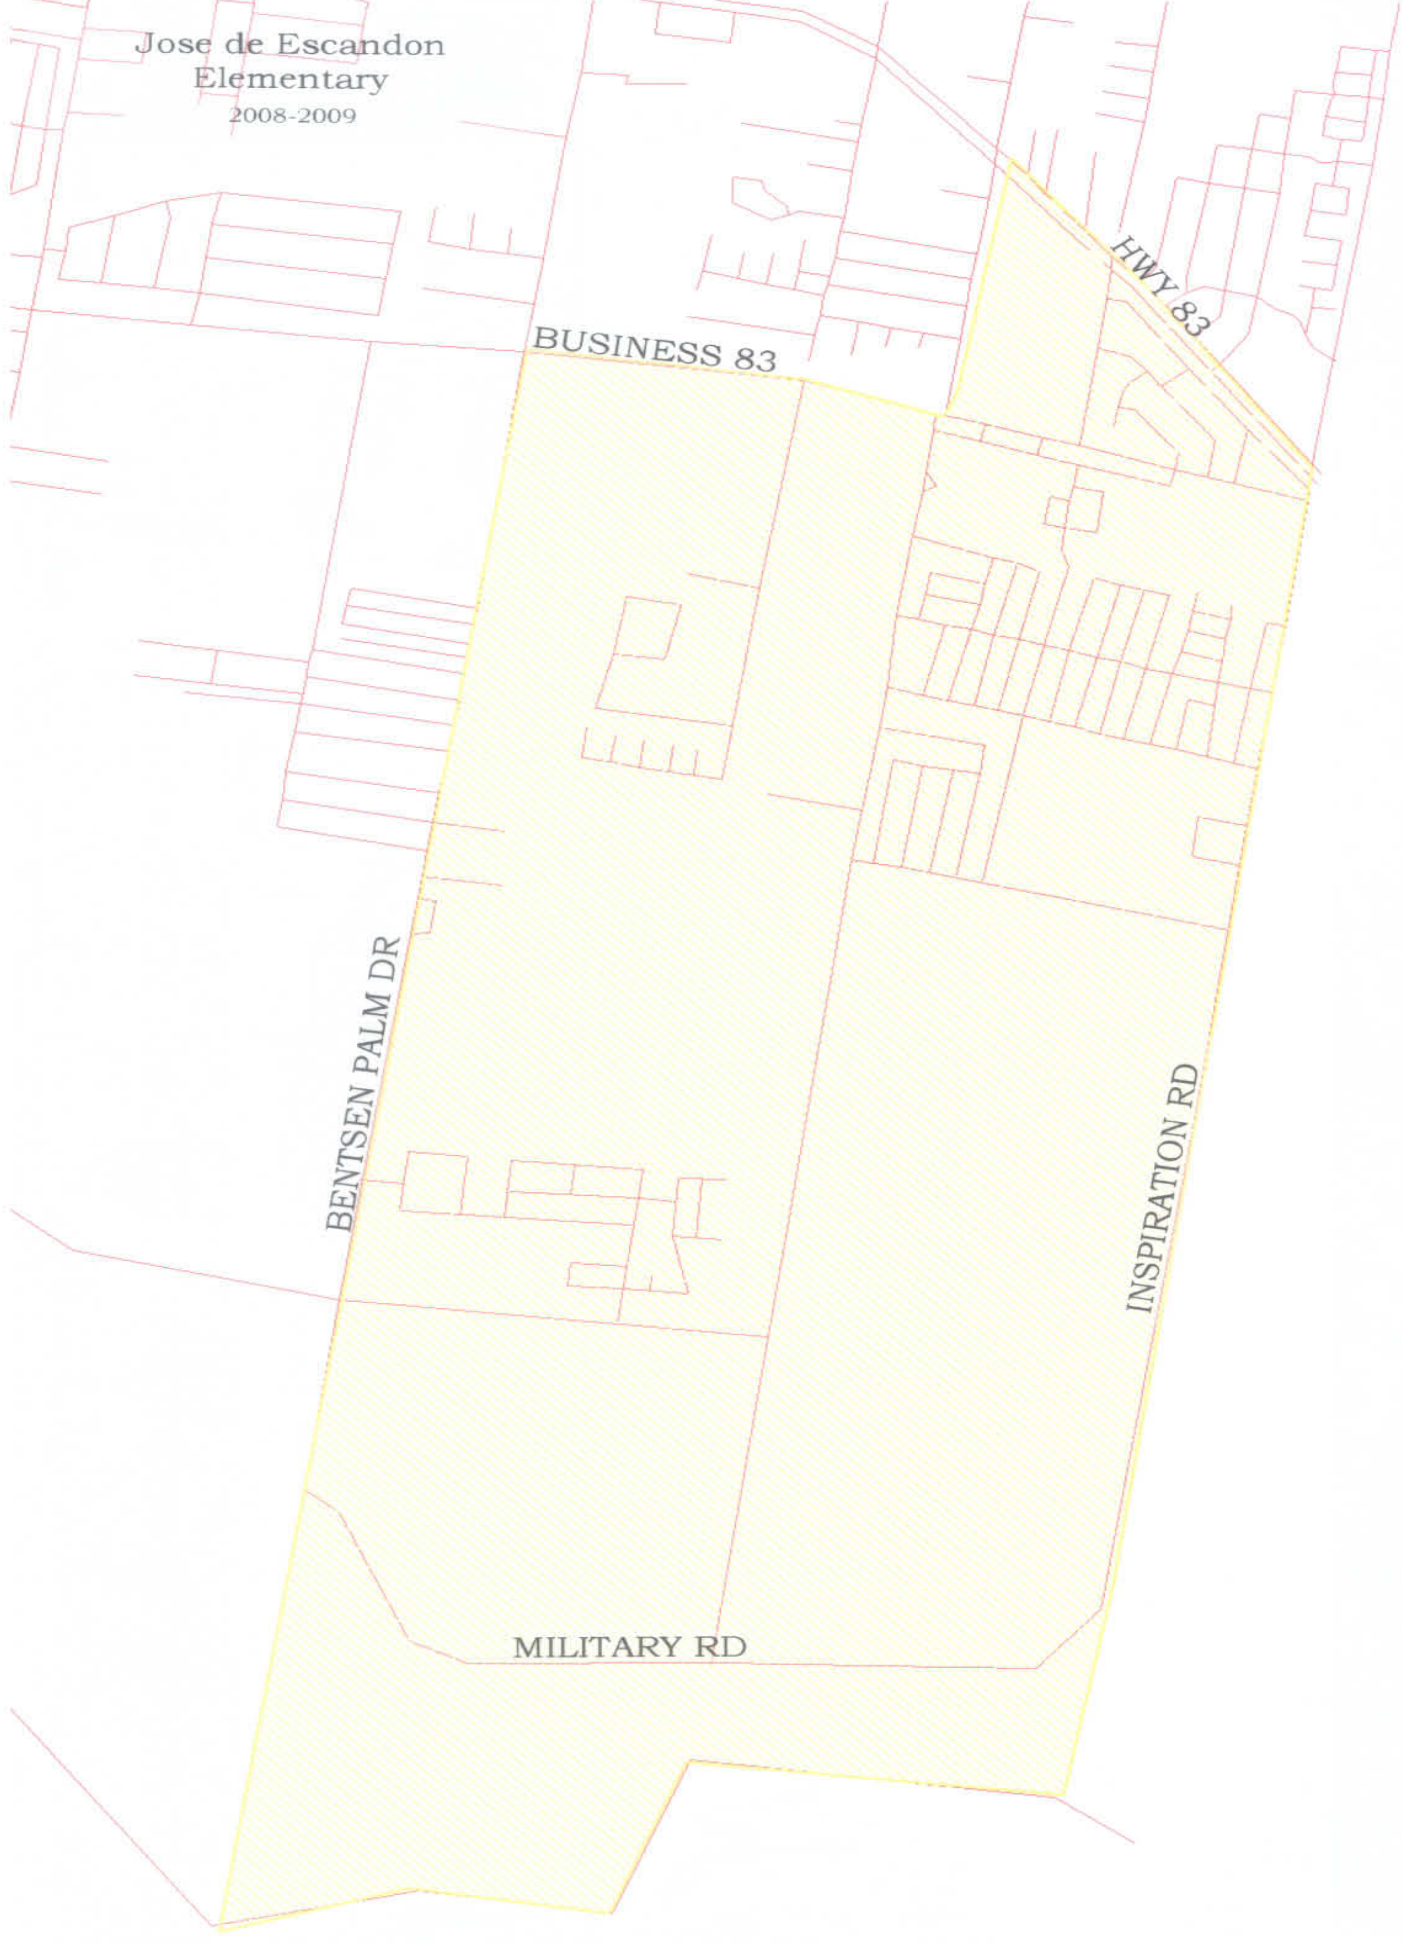 Jose de Escandon
Elementary
2008-2009
HWY 83
BUSINESS 83
BENTSEN PALM DR
INSPIRATION RD
MILITARY RD